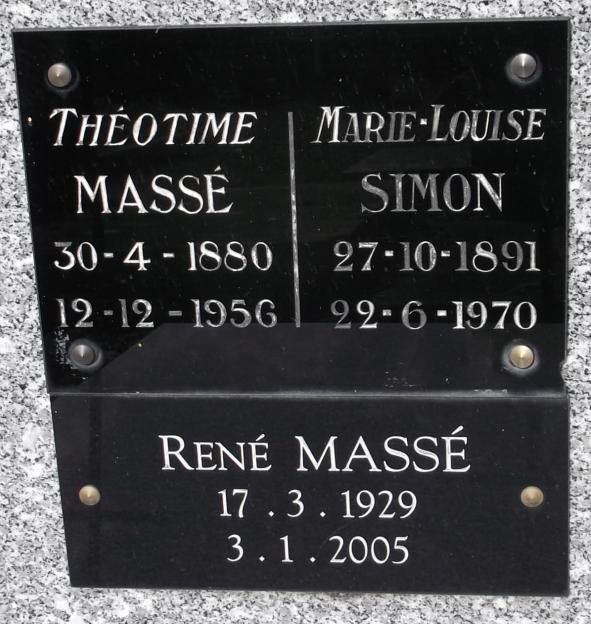 THÉOTIME
MASSÉ
30-4-1880
12-12-1956
MARIE-LOUISE
SIMON
27-10-1891
22-6-1970
RENÉ MASSÉ
17.3.1929
3.1.2005